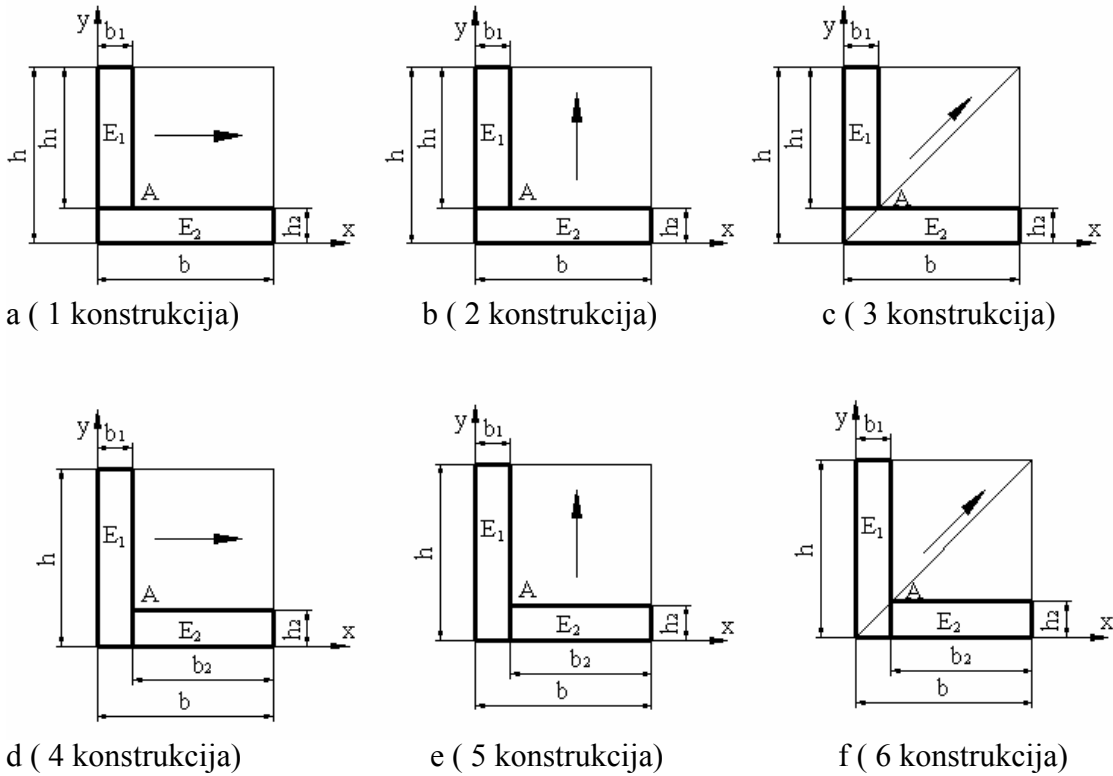 y b₁
h h₁ E₁
A
E₂ h₂ x
b
a ( 1 konstrukcija)
y b₁
h h₁ E₁
A
E₂ h₂ x
b
b ( 2 konstrukcija)
y b₁
h h₁ E₁
A
E₂ h₂ x
b
c ( 3 konstrukcija)
y b₁
h E₁
A
E₂ h₂ x
b₂
b
d ( 4 konstrukcija)
y b₁
h E₁
A
E₂ h₂ x
b₂
b
e ( 5 konstrukcija)
y b₁
h E₁
A
E₂ h₂ x
b₂
b
f ( 6 konstrukcija)